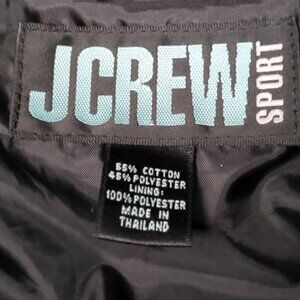 JCREW
SPORT
55% COTTON
45% POLYESTER
LINING:
100% POLYESTER
MADE IN
THAILAND